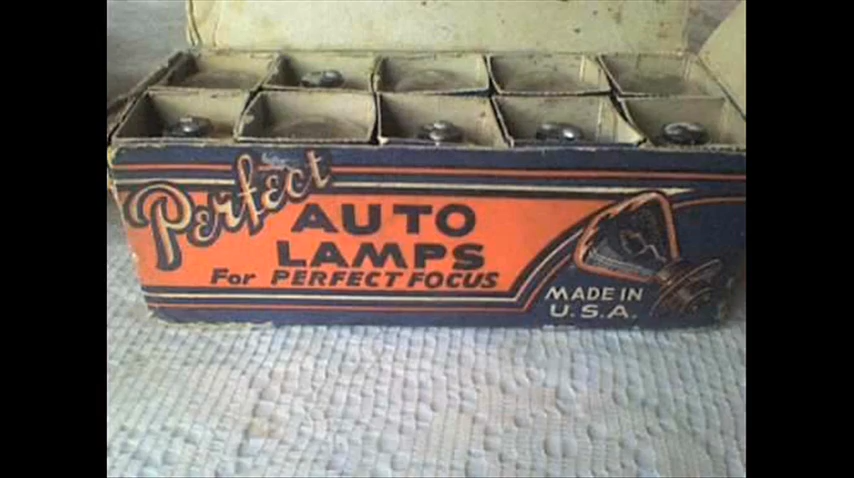 Perfect
AUTO
LAMPS
For PERFECT FOCUS
MADE IN
U.S.A.